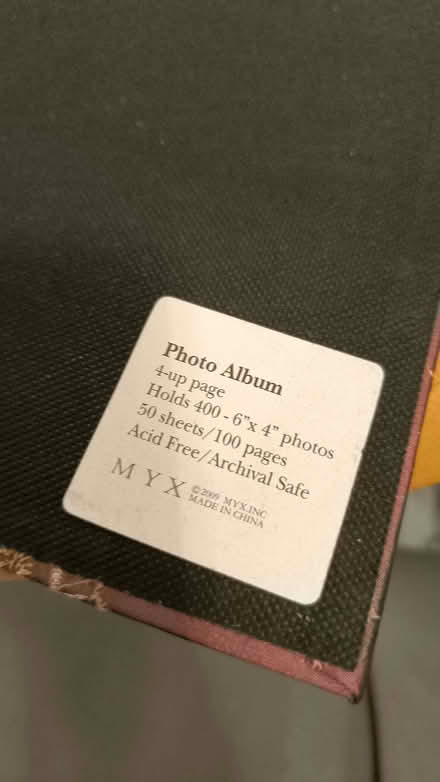 Photo Album
4-up page
Holds 400 - 6"x 4" photos
50 sheets/100 pages
Acid Free/Archival Safe
MYX ©2009 MYX.INC
MADE IN CHINA